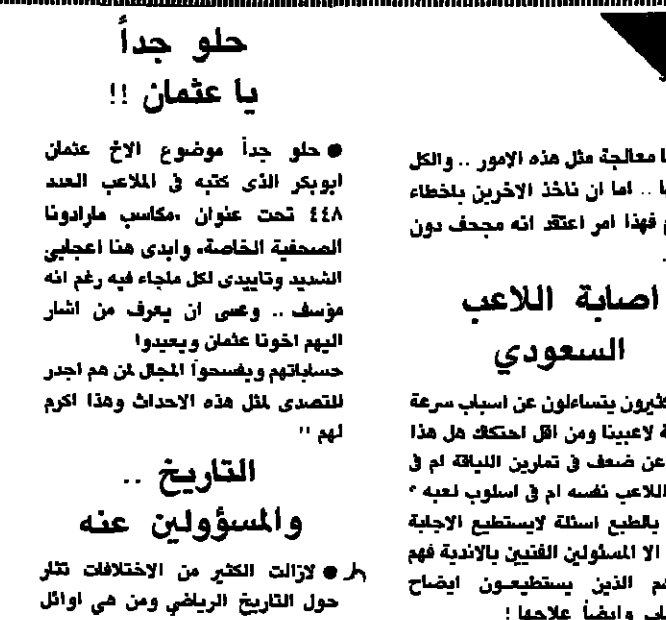 معالجة مثل هذه الامور .. والكل
.. اما ان ناخذ الاخرين باخطاء
فهذا امر اعتقد انه مجحف دون
اصابة اللاعب
السعودي
كثيرون يتساءلون عن اسباب سرعة
لاعبينا ومن اقل احتكاك هل هذا
عن ضعف في تمارين اللياقة ام في
اللاعب نفسه ام في اسلوب لعبه ؟
بالطبع اسئلة لايستطيع الاجابة
الا المسئولين الفنيين بالاندية فهم
الذين يستطيعـون ايضاح
وايضاً علاجها !
حلو جداً
يا عثمان !!
● حلو جداً موضوع الاخ عثمان
ابوبكر الذى كتبه في الملاعب العدد
٤٤٨ تحت عنوان «مكاسب مارادونا
الصحفية الخاصة» وابدى هنا اعجابي
الشديد وتاييدى لكل ماجاء فيه رغم انه
مؤسف .. وعسى ان يعرف من اشار
اليهم اخونا عثمان ويعيدوا
حساباتهم ويفسحوا المجال لمن هم اجدر
للتصدى لمثل هذه الاحداث وهذا اكرم
لهم !!
التاريخ ..
والمسؤولين عنه
● لازالت الكثير من الاختلافات تثار
حول التاريخ الرياضي ومن هي اوائل